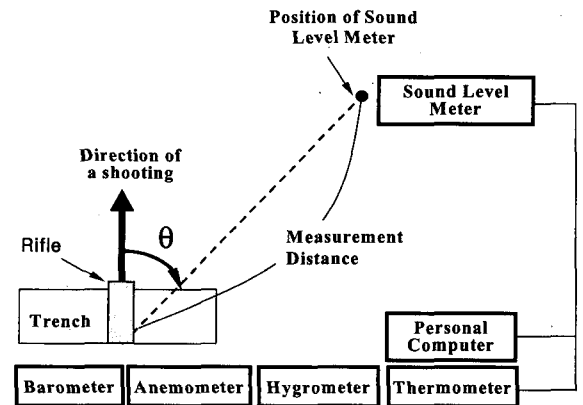 Position of Sound
Level Meter
Sound Level
Meter
Direction of
a shooting
θ
Rifle
Measurement
Distance
Trench
Personal
Computer
Barometer
Anemometer
Hygrometer
Thermometer